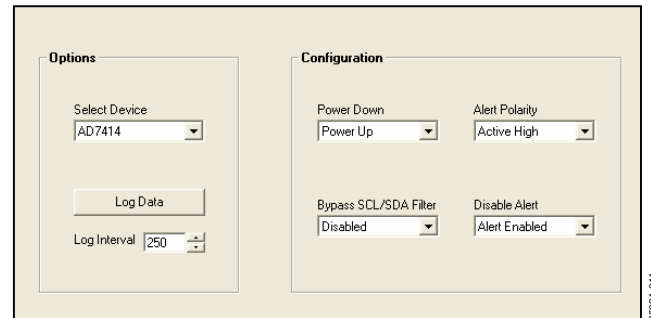 Options
Select Device
AD7414
Log Data
Log Interval 250
Configuration
Power Down
Power Up
Alert Polarity
Active High
Bypass SCL/SDA Filter
Disabled
Disable Alert
Alert Enabled